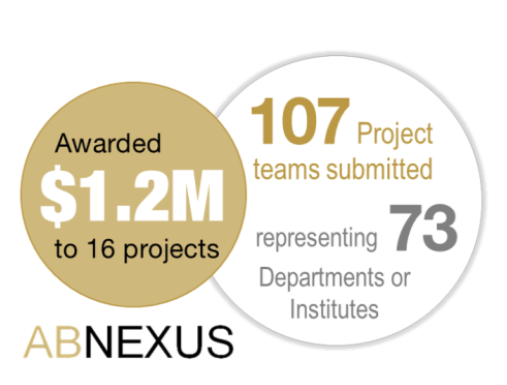 Awarded
$1.2M
to 16 projects
107 Project
teams submitted
representing 73
Departments or
Institutes
ABNEXUS